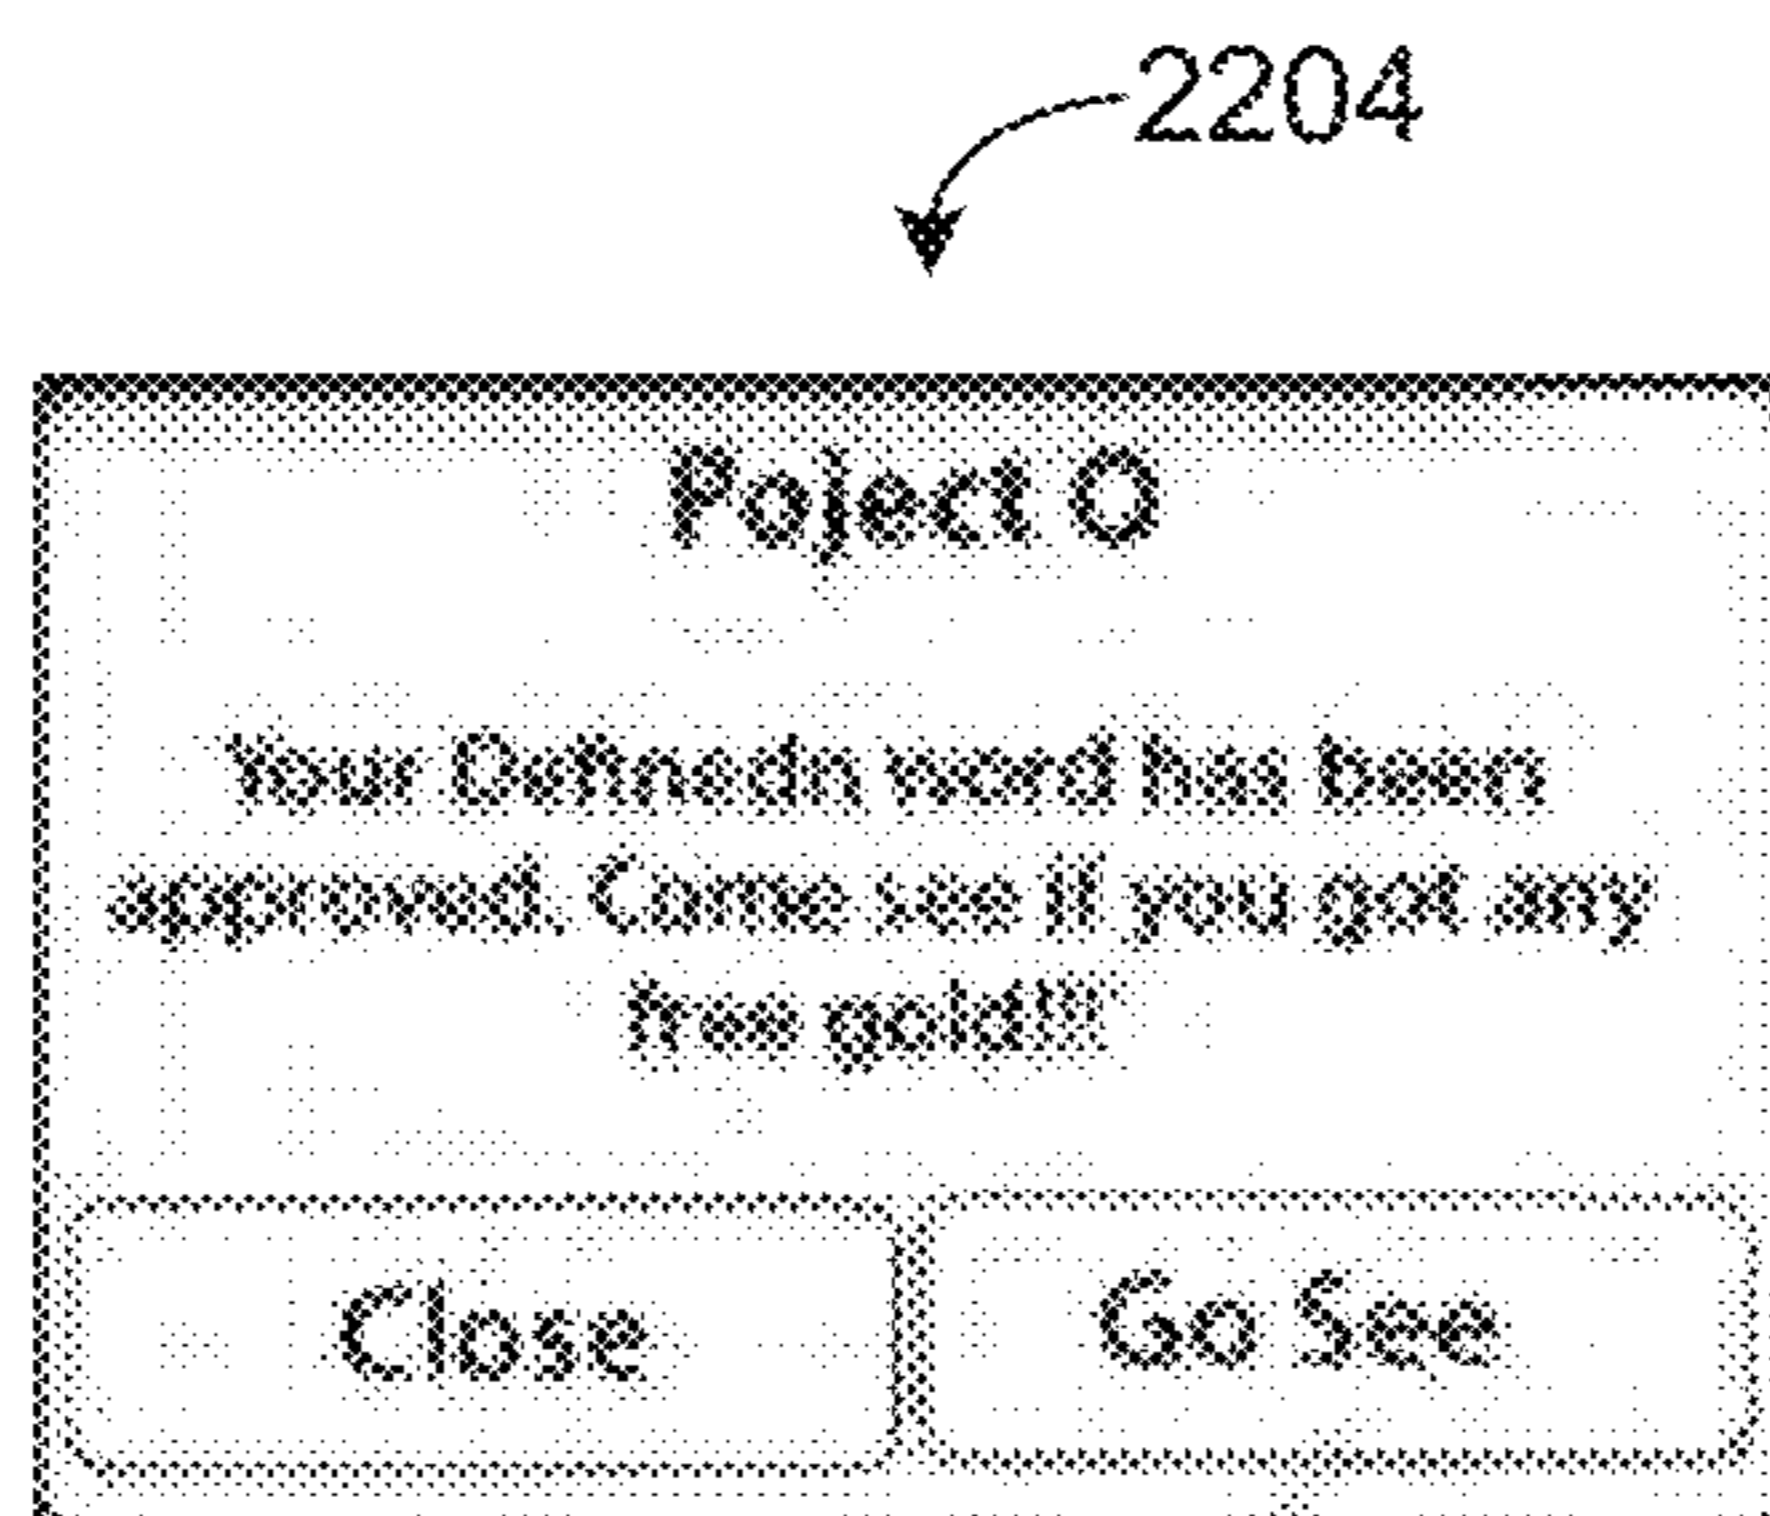 2204
Poject O
Your Definedn word has been
approved. Come see if you got any
free gold!!!
Close
Go See